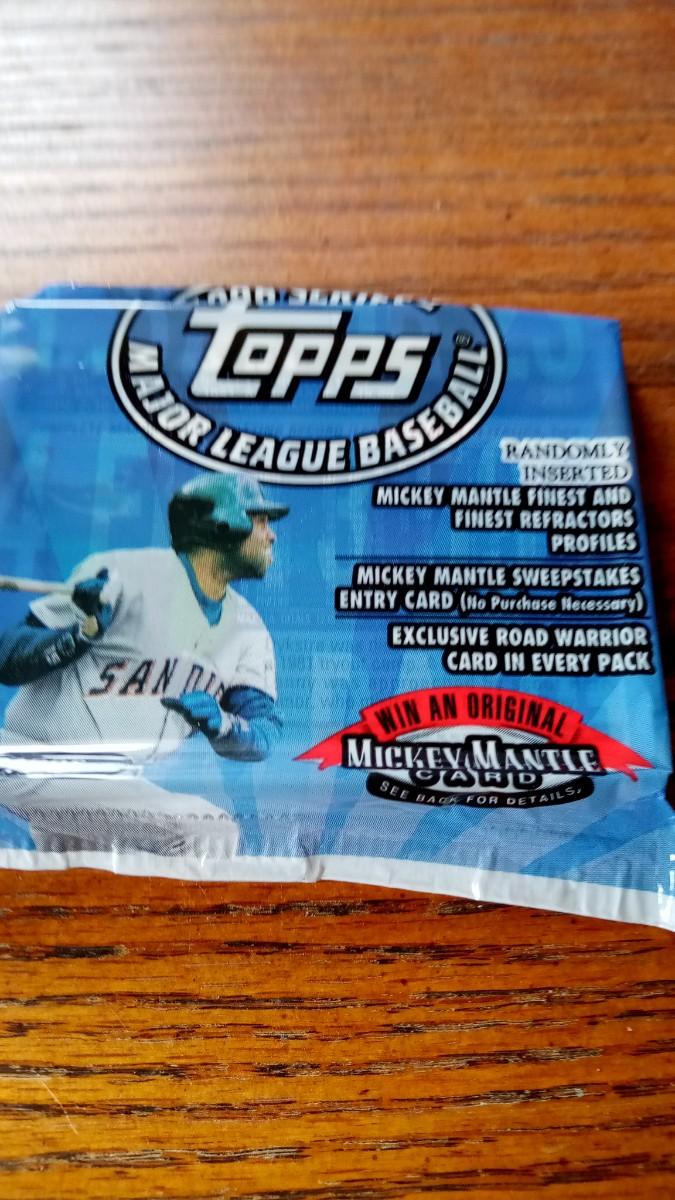 TOPPS
MAJOR LEAGUE BASEBALL®
RANDOMLY
INSERTED
MICKEY MANTLE FINEST AND
FINEST REFRACTORS
PROFILES
MICKEY MANTLE SWEEPSTAKES
ENTRY CARD (No Purchase Necessary)
EXCLUSIVE ROAD WARRIOR
CARD IN EVERY PACK
SAN DI
WIN AN ORIGINAL
MICKEY MANTLE
CARD
SEE BACK FOR DETAILS.